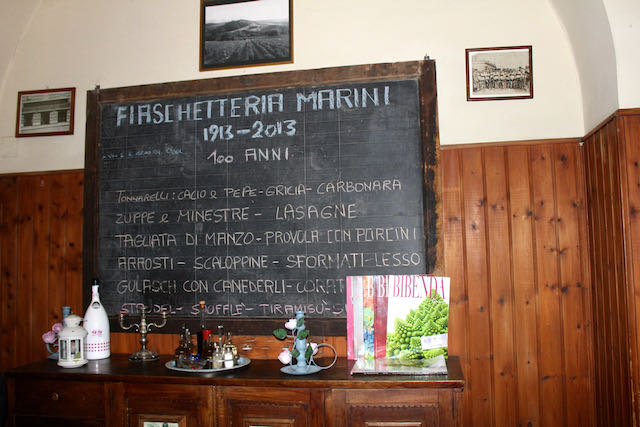 FIASCHETTERIA MARINI
1913-2013
100 ANNI
TONNARELLI: CACIO e PEPE-GRICIA-CARBONARA
ZUPPE e MINESTRE - LASAGNE
TAGLIATA DI MANZO-PROVOLA CON PORCINI
ARROSTI - SCALOPPINE - SFORMATI-LESSO
GULASCH CON CANEDERLI-
STRUDEL - SOUFFLÉ - TIRAMISÙ-
BIBENDA